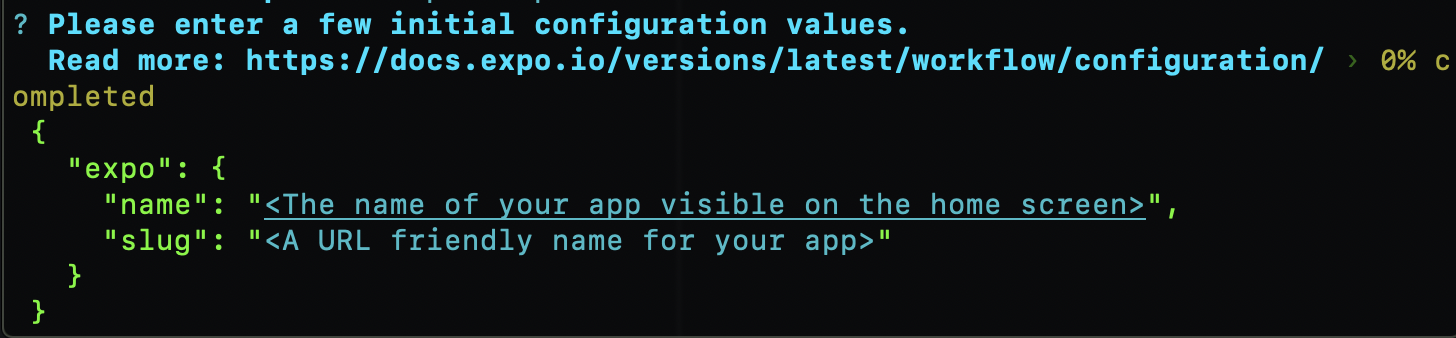 ? Please enter a few initial configuration values.
Read more: https://docs.expo.io/versions/latest/workflow/configuration/ › 0% c
ompleted
{
"expo": {
"name": "<The name of your app visible on the home screen>",
"slug": "<A URL friendly name for your app>"
}
}